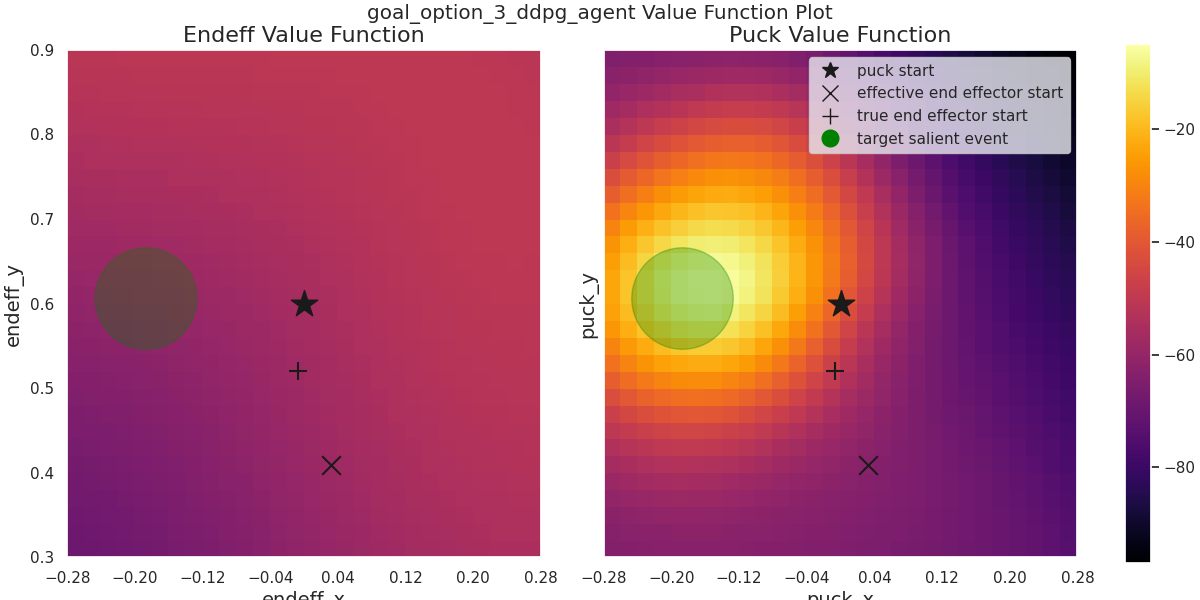 goal_option_3_ddpg_agent Value Function Plot
Endeff Value Function
Puck Value Function
endeff_y
0.9
0.8
0.7
0.6
0.5
0.4
0.3
−0.28 −0.20 −0.12 −0.04 0.04 0.12 0.20 0.28
endeff_x
puck_y
puck start
effective end effector start
true end effector start
target salient event
−0.28 −0.20 −0.12 −0.04 0.04 0.12 0.20 0.28
puck_x
−20
−40
−60
−80